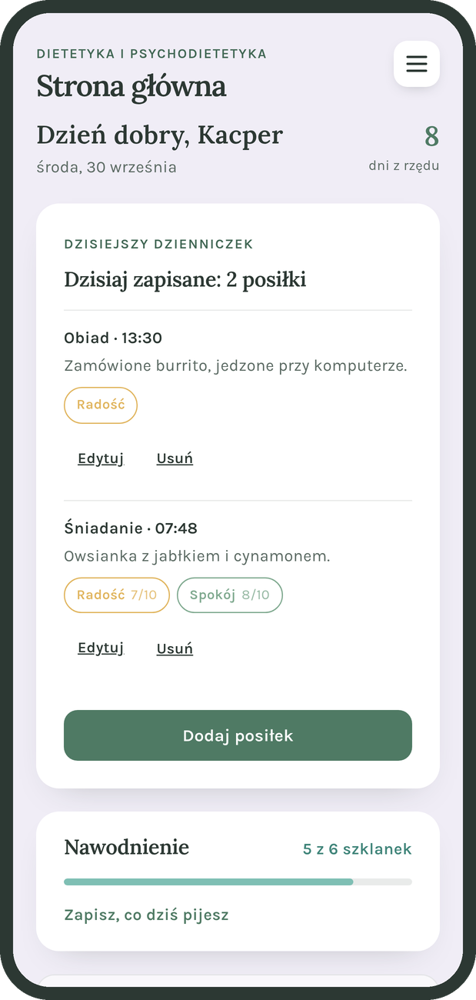 DIETETYKA I PSYCHODIETETYKA
Strona główna
Dzień dobry, Kacper
8
środa, 30 września
dni z rzędu
DZISIEJSZY DZIENNICZEK
Dzisiaj zapisane: 2 posiłki
Obiad · 13:30
Zamówione burrito, jedzone przy komputerze.
Radość
Edytuj Usuń
Śniadanie · 07:48
Owsianka z jabłkiem i cynamonem.
Radość 7/10 Spokój 8/10
Edytuj Usuń
Dodaj posiłek
Nawodnienie 5 z 6 szklanek
Zapisz, co dziś pijesz